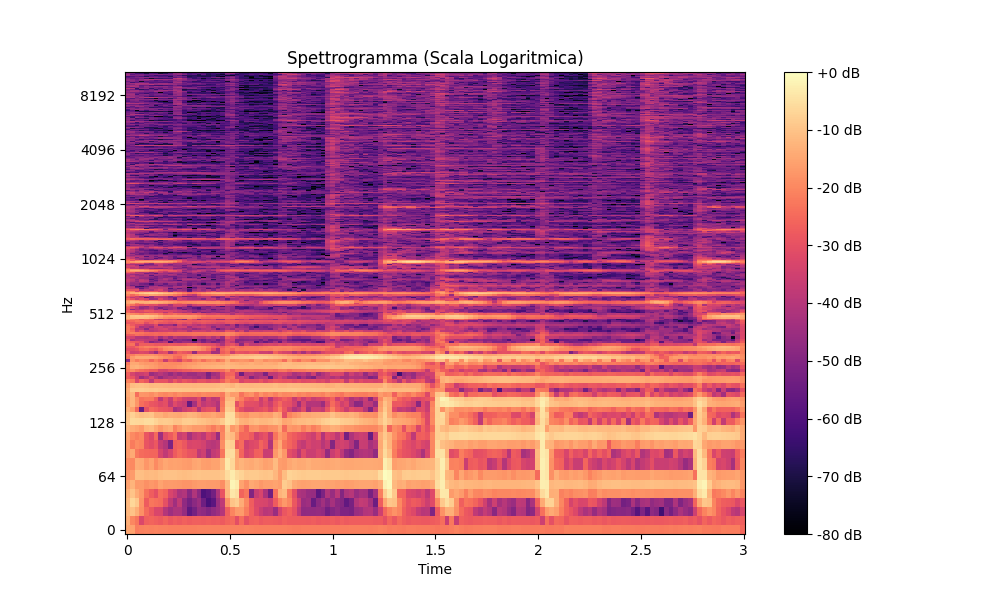 Spettrogramma (Scala Logaritmica)
Hz
8192
4096
2048
1024
512
256
128
64
0
0
0.5
1
1.5
2
2.5
3
Time
+0 dB
-10 dB
-20 dB
-30 dB
-40 dB
-50 dB
-60 dB
-70 dB
-80 dB